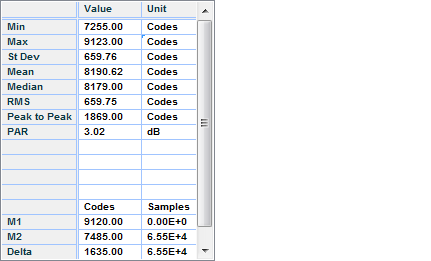 Value Unit
Min 7255.00 Codes
Max 9123.00 Codes
St Dev 659.76 Codes
Mean 8190.62 Codes
Median 8179.00 Codes
RMS 659.75 Codes
Peak to Peak 1869.00 Codes
PAR 3.02 dB
Codes Samples
M1 9120.00 0.00E+0
M2 7485.00 6.55E+4
Delta 1635.00 6.55E+4